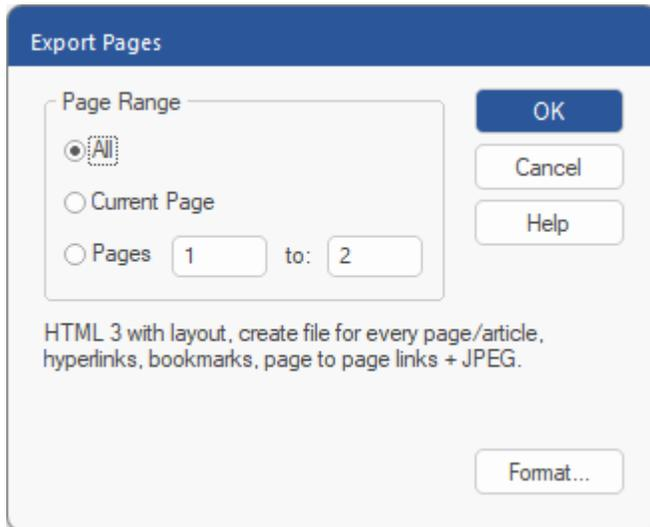 Export Pages
Page Range
All
Current Page
Pages 1 to: 2
OK
Cancel
Help
HTML 3 with layout, create file for every page/article,
hyperlinks, bookmarks, page to page links + JPEG.
Format...